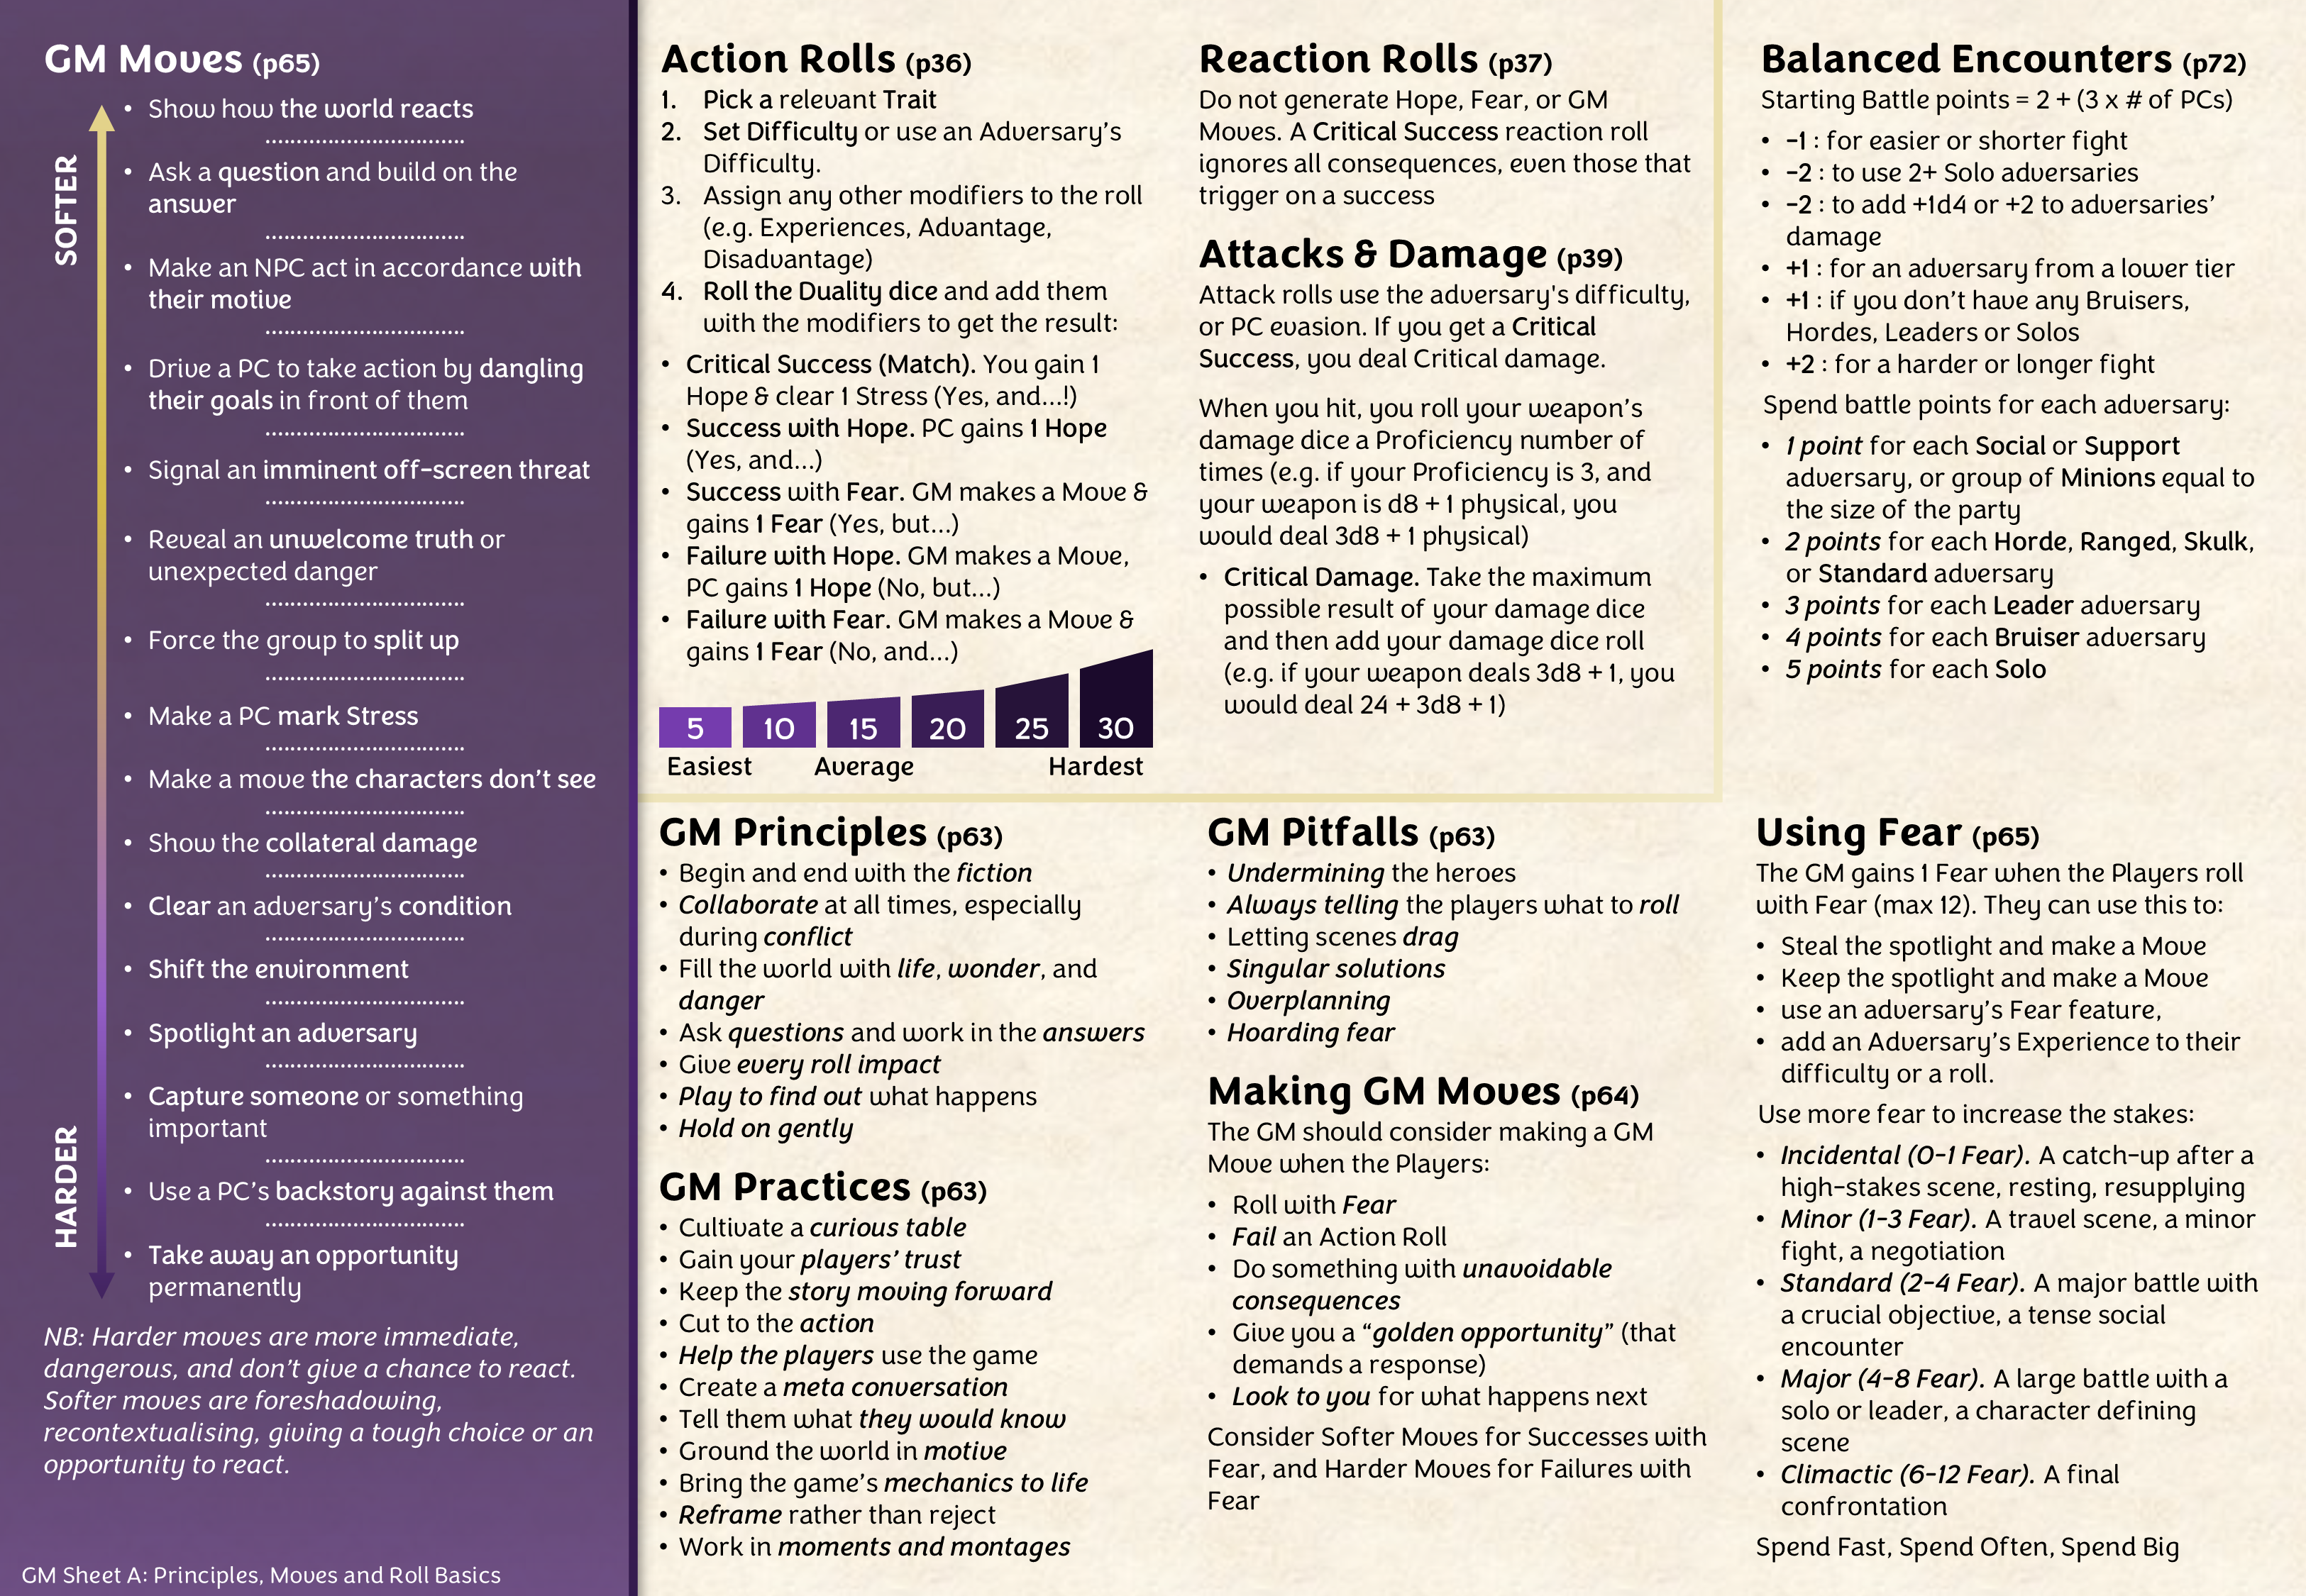 GM Moves (p65)
SOFTER
• Show how the world reacts
• Ask a question and build on the
answer
• Make an NPC act in accordance with
their motive
• Drive a PC to take action by dangling
their goals in front of them
• Signal an imminent off-screen threat
• Reveal an unwelcome truth or
unexpected danger
• Force the group to split up
• Make a PC mark Stress
• Make a move the characters don't see
• Show the collateral damage
• Clear an adversary's condition
• Shift the environment
• Spotlight an adversary
• Capture someone or something
important
• Use a PC's backstory against them
• Take away an opportunity
permanently
HARDER
NB: Harder moves are more immediate,
dangerous, and don't give a chance to react.
Softer moves are foreshadowing,
recontextualising, giving a tough choice or an
opportunity to react.
GM Sheet A: Principles, Moves and Roll Basics
Action Rolls (p36)
1. Pick a relevant Trait
2. Set Difficulty or use an Adversary's
Difficulty.
3. Assign any other modifiers to the roll
(e.g. Experiences, Advantage,
Disadvantage)
4. Roll the Duality dice and add them
with the modifiers to get the result:
• Critical Success (Match). You gain 1
Hope & clear 1 Stress (Yes, and...!)
• Success with Hope. PC gains 1 Hope
(Yes, and...)
• Success with Fear. GM makes a Move &
gains 1 Fear (Yes, but...)
• Failure with Hope. GM makes a Move,
PC gains 1 Hope (No, but...)
• Failure with Fear. GM makes a Move &
gains 1 Fear (No, and...)
5 10 15 20 25 30
Easiest Average Hardest
Reaction Rolls (p37)
Do not generate Hope, Fear, or GM
Moves. A Critical Success reaction roll
ignores all consequences, even those that
trigger on a success
Attacks & Damage (p39)
Attack rolls use the adversary's difficulty,
or PC evasion. If you get a Critical
Success, you deal Critical damage.
When you hit, you roll your weapon's
damage dice a Proficiency number of
times (e.g. if your Proficiency is 3, and
your weapon is d8 + 1 physical, you
would deal 3d8 + 1 physical)
• Critical Damage. Take the maximum
possible result of your damage dice
and then add your damage dice roll
(e.g. if your weapon deals 3d8 + 1, you
would deal 24 + 3d8 + 1)
Balanced Encounters (p72)
Starting Battle points = 2 + (3 x # of PCs)
• -1 : for easier or shorter fight
• -2 : to use 2+ Solo adversaries
• -2 : to add +1d4 or +2 to adversaries'
damage
• +1 : for an adversary from a lower tier
• +1 : if you don't have any Bruisers,
Hordes, Leaders or Solos
• +2 : for a harder or longer fight
Spend battle points for each adversary:
• 1 point for each Social or Support
adversary, or group of Minions equal to
the size of the party
• 2 points for each Horde, Ranged, Skulk,
or Standard adversary
• 3 points for each Leader adversary
• 4 points for each Bruiser adversary
• 5 points for each Solo
GM Principles (p63)
• Begin and end with the fiction
• Collaborate at all times, especially
during conflict
• Fill the world with life, wonder, and
danger
• Ask questions and work in the answers
• Give every roll impact
• Play to find out what happens
• Hold on gently
GM Practices (p63)
• Cultivate a curious table
• Gain your players' trust
• Keep the story moving forward
• Cut to the action
• Help the players use the game
• Create a meta conversation
• Tell them what they would know
• Ground the world in motive
• Bring the game's mechanics to life
• Reframe rather than reject
• Work in moments and montages
GM Pitfalls (p63)
• Undermining the heroes
• Always telling the players what to roll
• Letting scenes drag
• Singular solutions
• Overplanning
• Hoarding fear
Making GM Moves (p64)
The GM should consider making a GM
Move when the Players:
• Roll with Fear
• Fail an Action Roll
• Do something with unavoidable
consequences
• Give you a “golden opportunity” (that
demands a response)
• Look to you for what happens next
Consider Softer Moves for Successes with
Fear, and Harder Moves for Failures with
Fear
Using Fear (p65)
The GM gains 1 Fear when the Players roll
with Fear (max 12). They can use this to:
• Steal the spotlight and make a Move
• Keep the spotlight and make a Move
• use an adversary's Fear feature,
• add an Adversary's Experience to their
difficulty or a roll.
Use more fear to increase the stakes:
• Incidental (0-1 Fear). A catch-up after a
high-stakes scene, resting, resupplying
• Minor (1-3 Fear). A travel scene, a minor
fight, a negotiation
• Standard (2-4 Fear). A major battle with
a crucial objective, a tense social
encounter
• Major (4-8 Fear). A large battle with a
solo or leader, a character defining
scene
• Climactic (6-12 Fear). A final
confrontation
Spend Fast, Spend Often, Spend Big